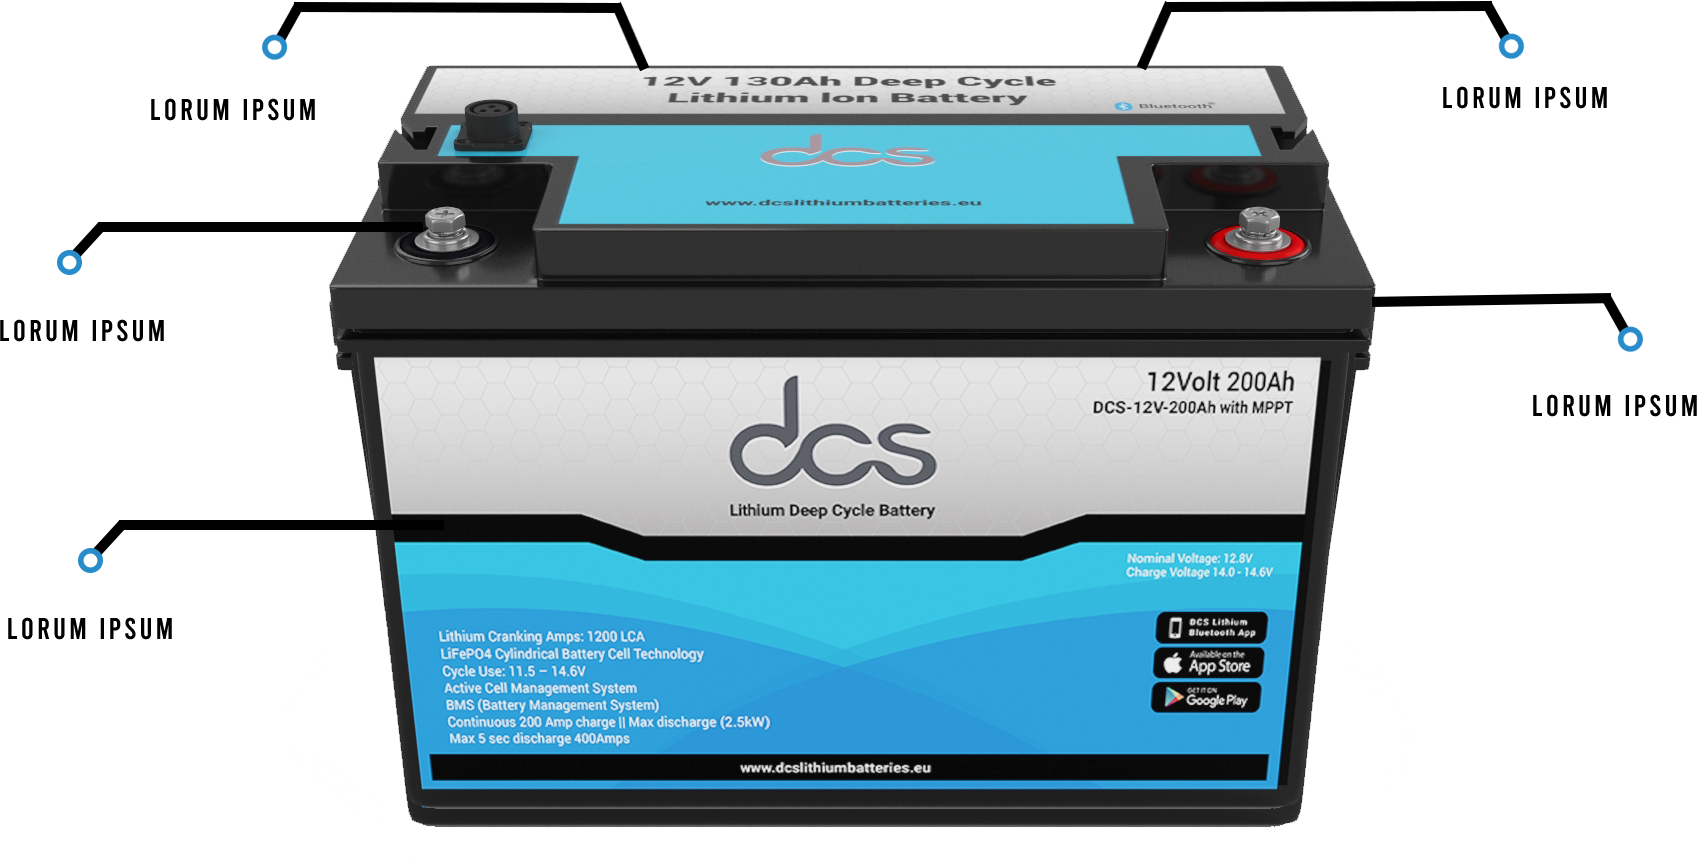 LORUM IPSUM
LORUM IPSUM
12V 130Ah Deep Cycle
Lithium Ion Battery
Bluetooth
dcs
www.dcslithiumbatteries.eu
LORUM IPSUM
LORUM IPSUM
12Volt 200Ah
DCS-12V-200Ah with MPPT
dcs
Lithium Deep Cycle Battery
LORUM IPSUM
Nominal Voltage: 12.8V
Charge Voltage 14.0 - 14.6V
Lithium Cranking Amps: 1200 LCA
LiFePO4 Cylindrical Battery Cell Technology
Cycle Use: 11.5 – 14.6V
Active Cell Management System
BMS (Battery Management System)
Continuous 200 Amp charge || Max discharge (2.5kW)
Max 5 sec discharge 400Amps
DCS Lithium
Bluetooth App
Available on the
App Store
GET IT ON
Google Play
www.dcslithiumbatteries.eu